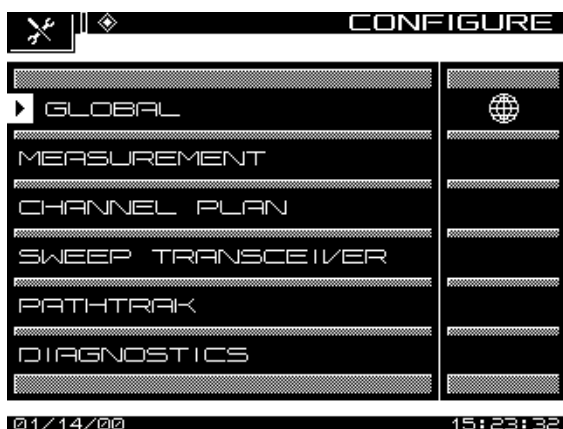 CONFIGURE
GLOBAL
MEASUREMENT
CHANNEL PLAN
SWEEP TRANSCEIVER
PATHTRAK
DIAGNOSTICS
01/14/00 15:23:32